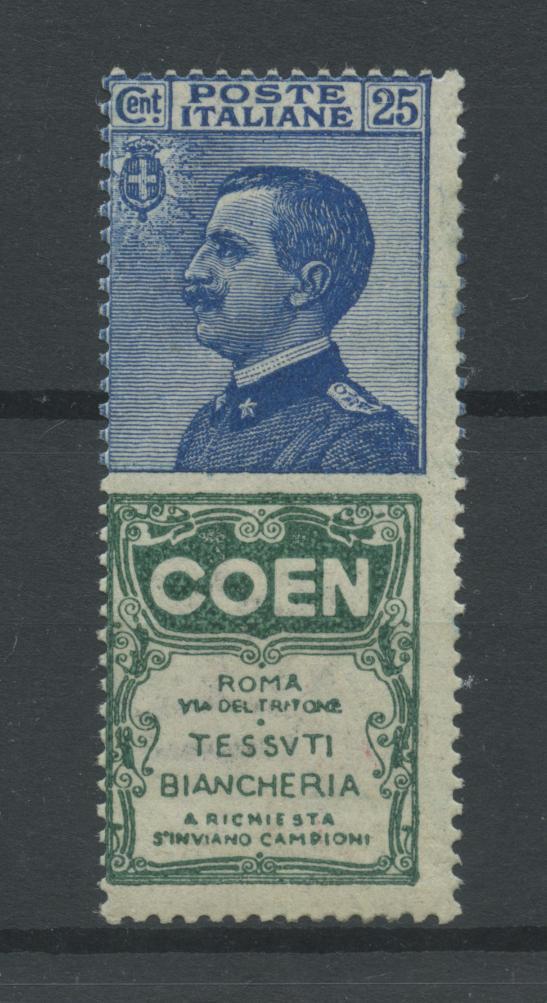 Cent. POSTE ITALIANE 25
COEN
ROMA
VIA DEL TRITONE
TESSVTI
BIANCHERIA
A RICHIESTA
S'INVIANO CAMPIONI